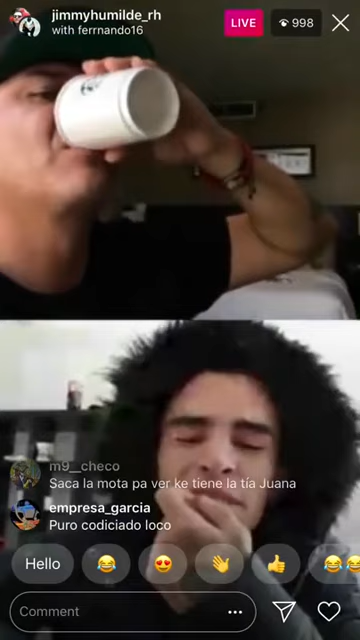 jimmyhumilde_rh
with ferrnando16
LIVE
998
m9__checo
Saca la mota pa ver ke tiene la tía Juana
empresa_garcia
Puro codiciado loco
Hello
Comment